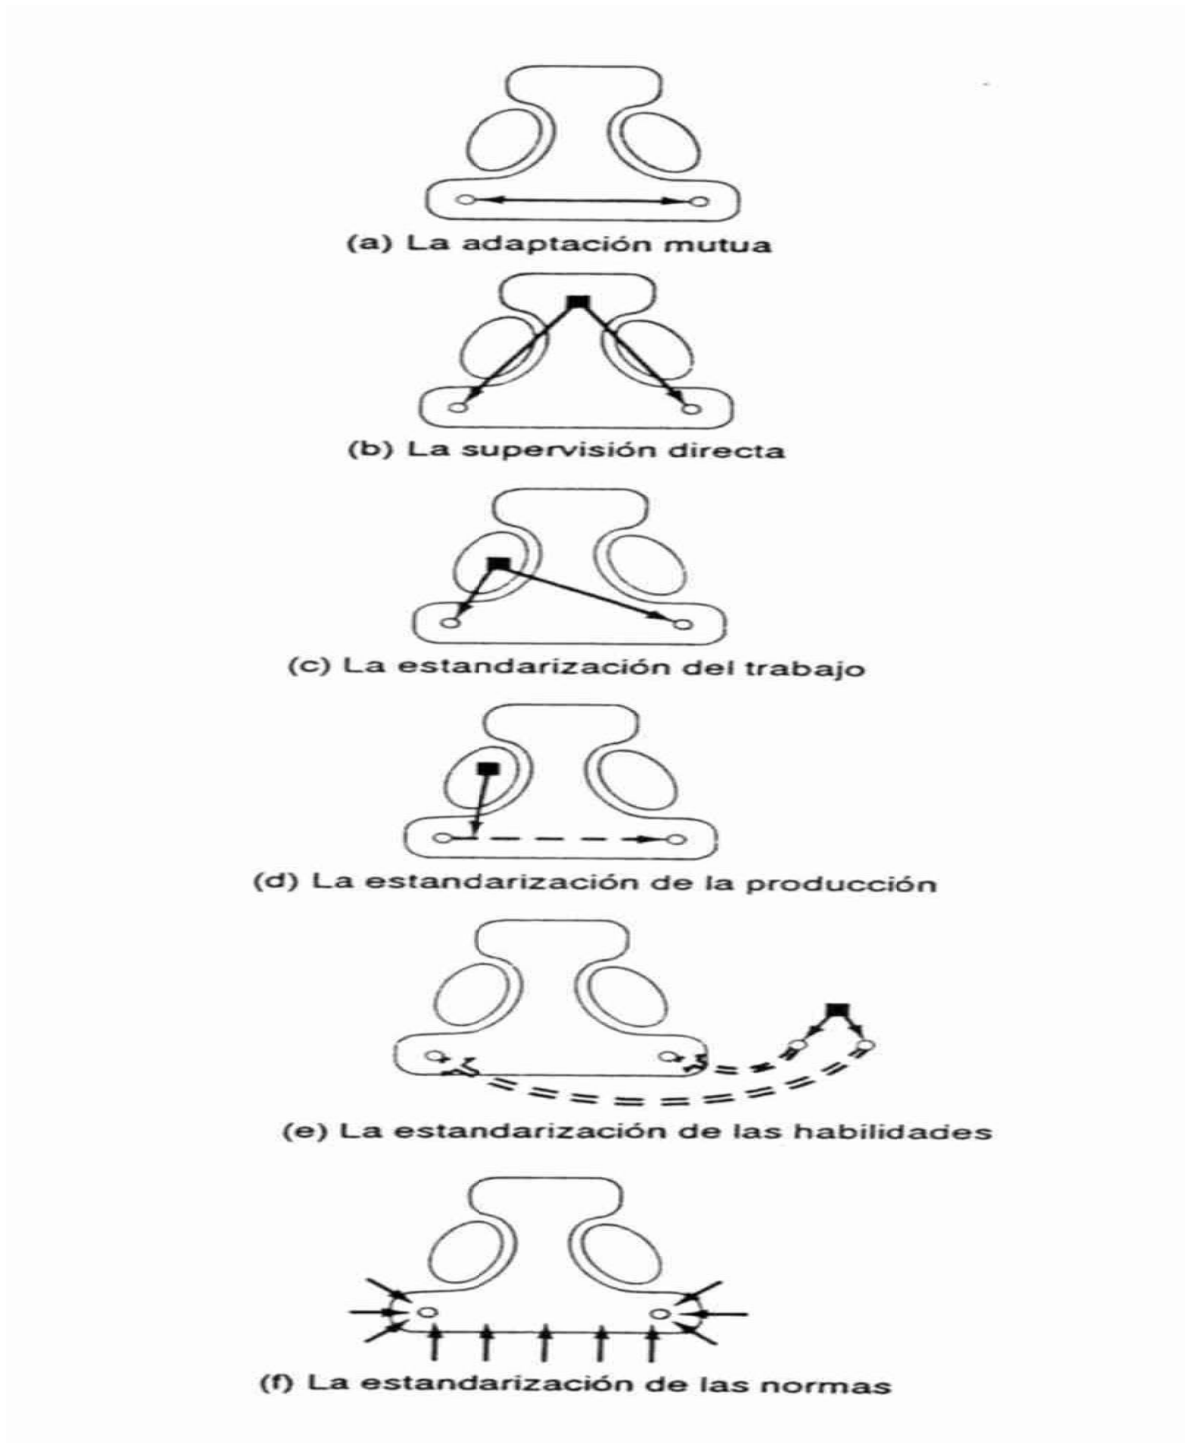 (a) La adaptación mutua
(b) La supervisión directa
(c) La estandarización del trabajo
(d) La estandarización de la producción
(e) La estandarización de las habilidades
(f) La estandarización de las normas